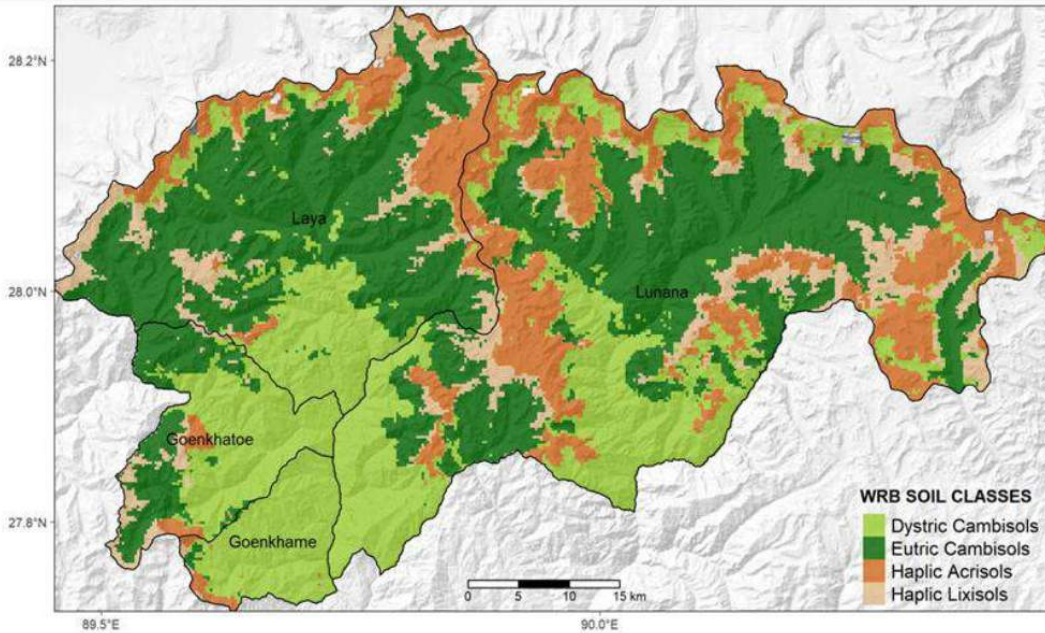 28.2°N
Laya
28.0°N
Lunana
Goenkhatoe
27.8°N
Goenkhame
WRB SOIL CLASSES
Dystric Cambisols
Eutric Cambisols
Haplic Acrisols
Haplic Lixisols
0 5 10 15 km
89.5°E 90.0°E